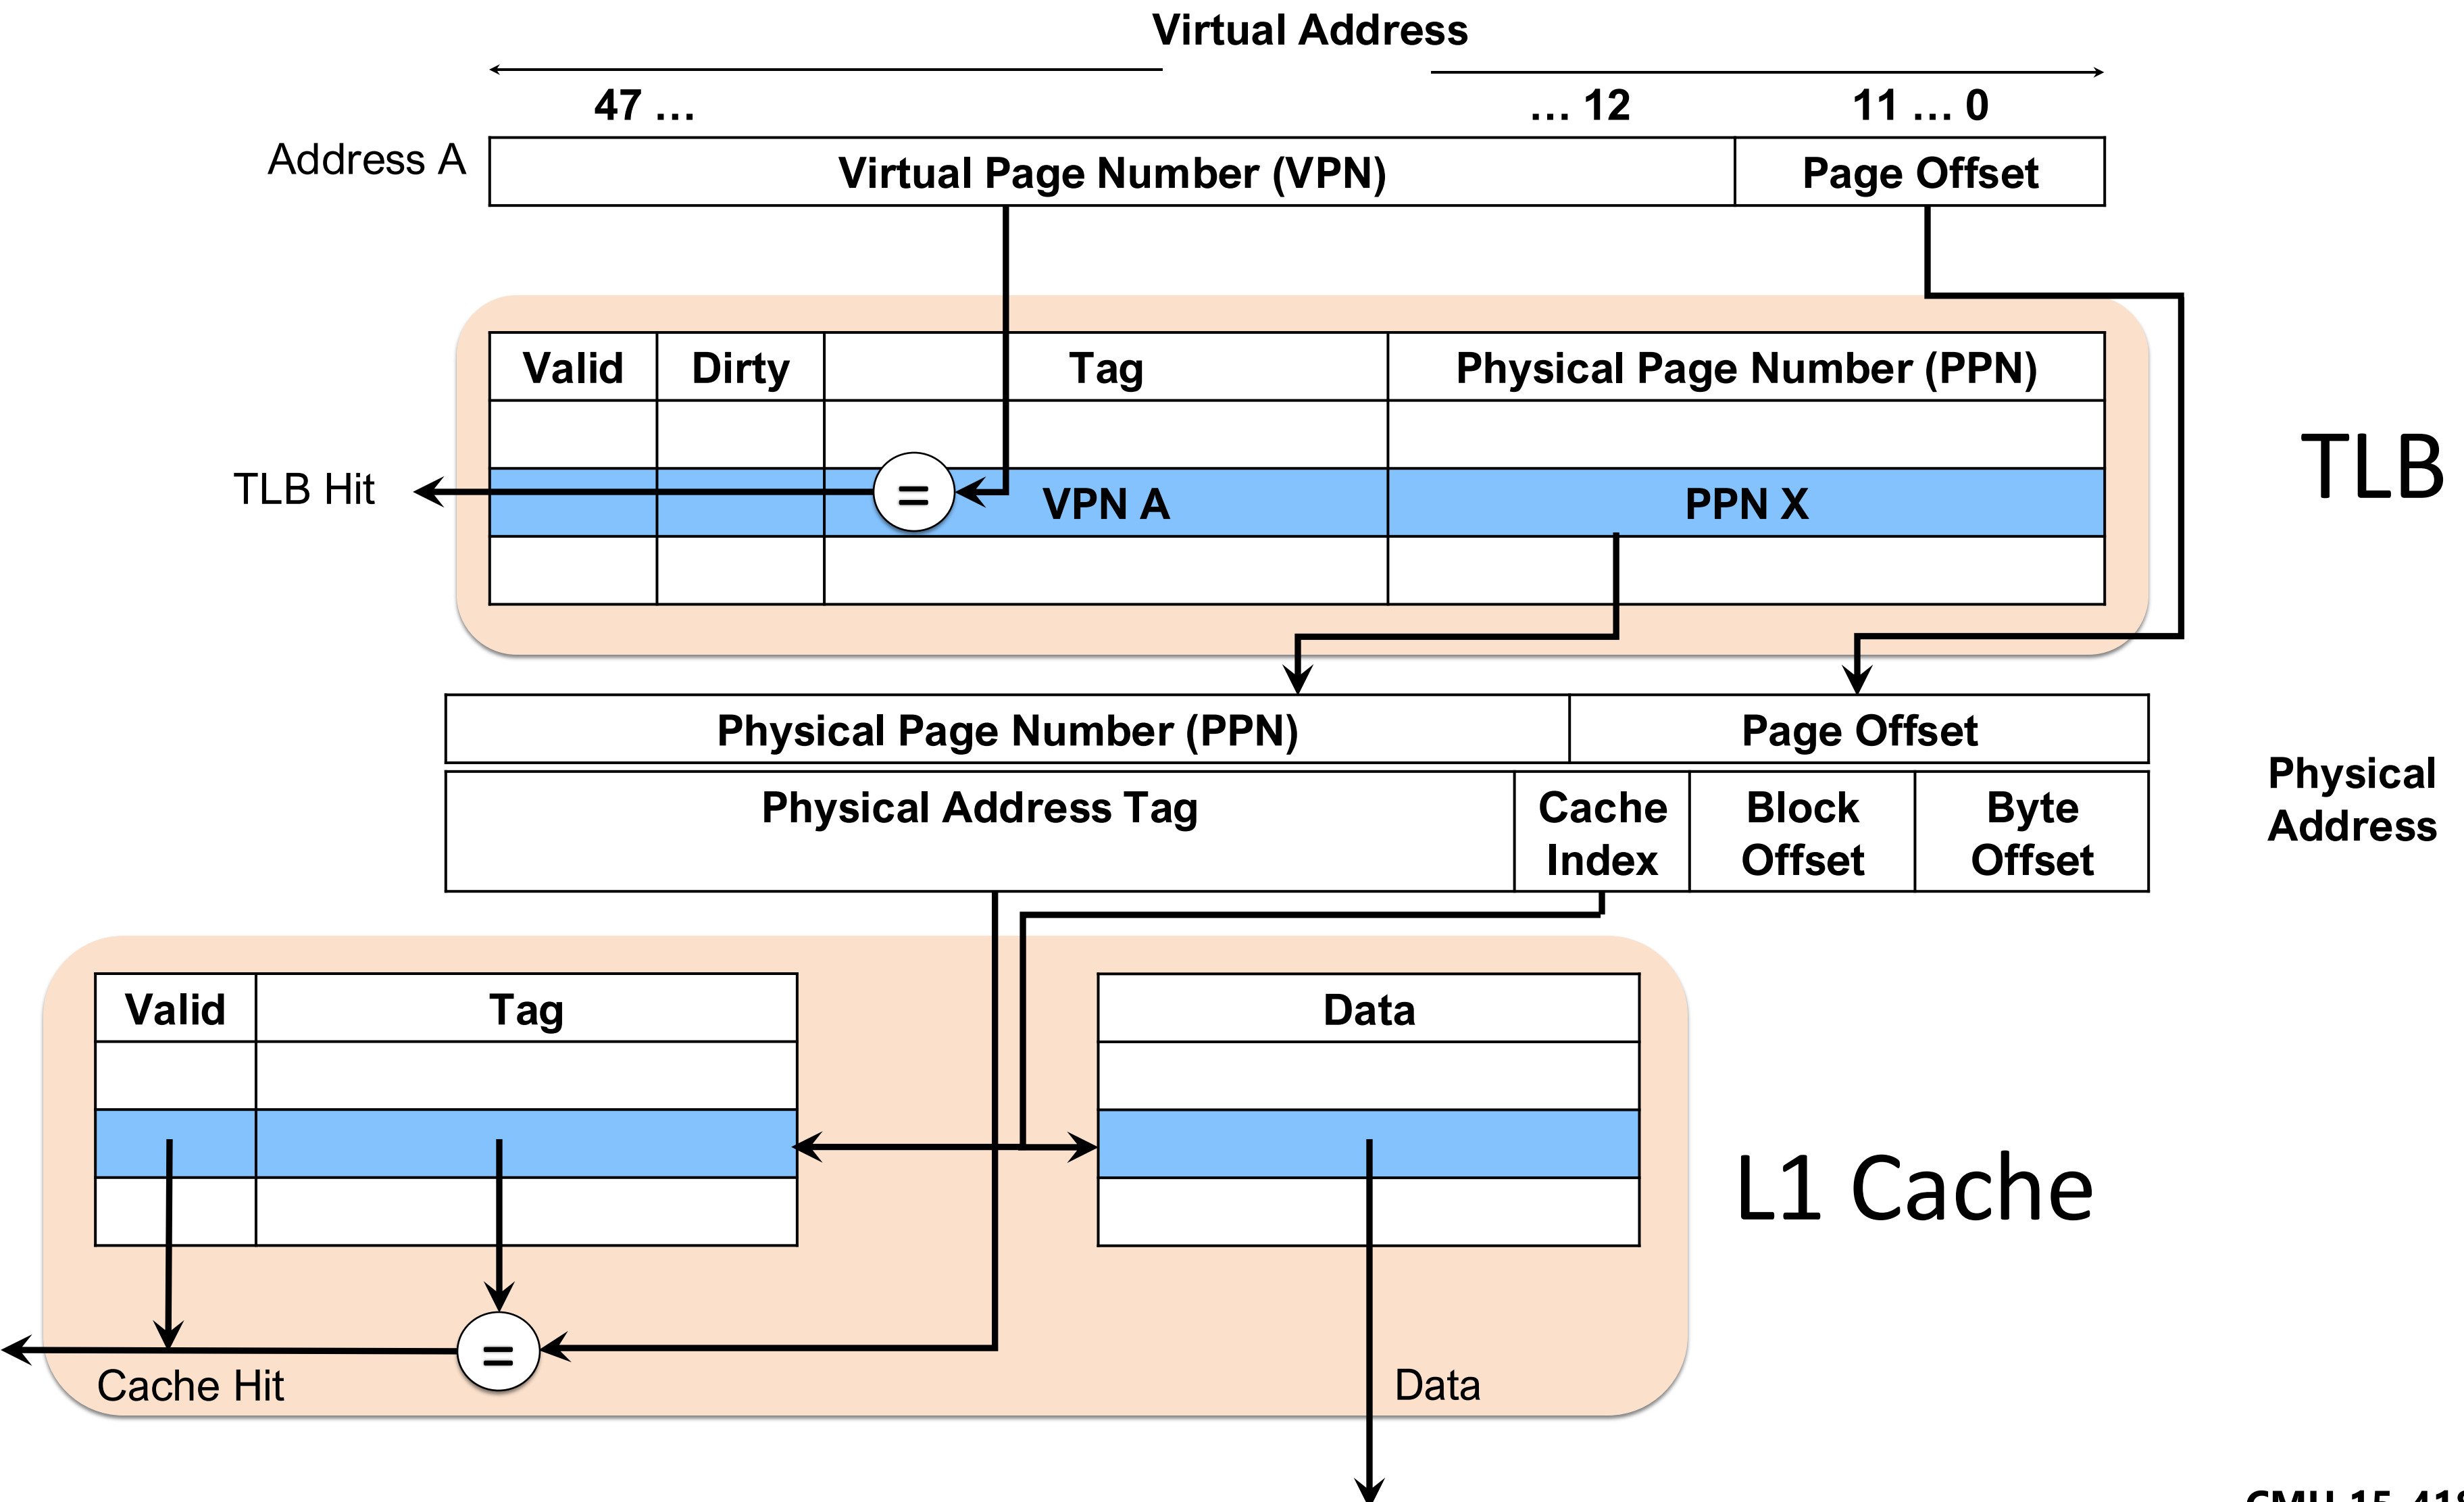 Virtual Address
47 ... ... 12 11 ... 0
Address A
Virtual Page Number (VPN) Page Offset
Valid Dirty Tag Physical Page Number (PPN)
TLB
TLB Hit = VPN A PPN X
Physical Page Number (PPN) Page Offset
Physical
Address
Physical Address Tag
Cache
Index
Block
Offset
Byte
Offset
Valid Tag Data
L1 Cache
=
Cache Hit
Data